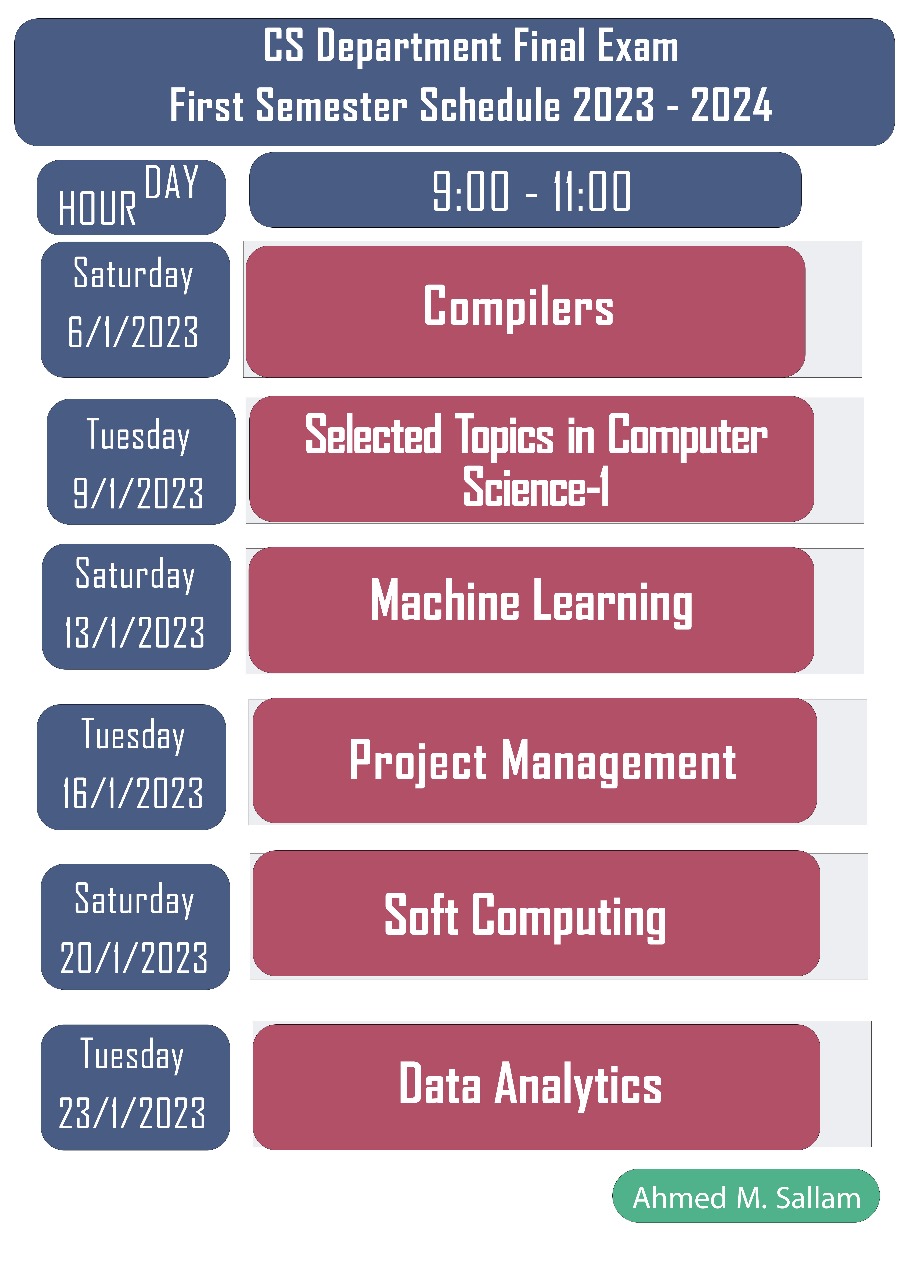 CS Department Final Exam
First Semester Schedule 2023 - 2024
DAY
HOUR
9:00 - 11:00
Saturday
6/1/2023
Compilers
Tuesday
9/1/2023
Selected Topics in Computer
Science-1
Saturday
13/1/2023
Machine Learning
Tuesday
16/1/2023
Project Management
Saturday
20/1/2023
Soft Computing
Tuesday
23/1/2023
Data Analytics
Ahmed M. Sallam